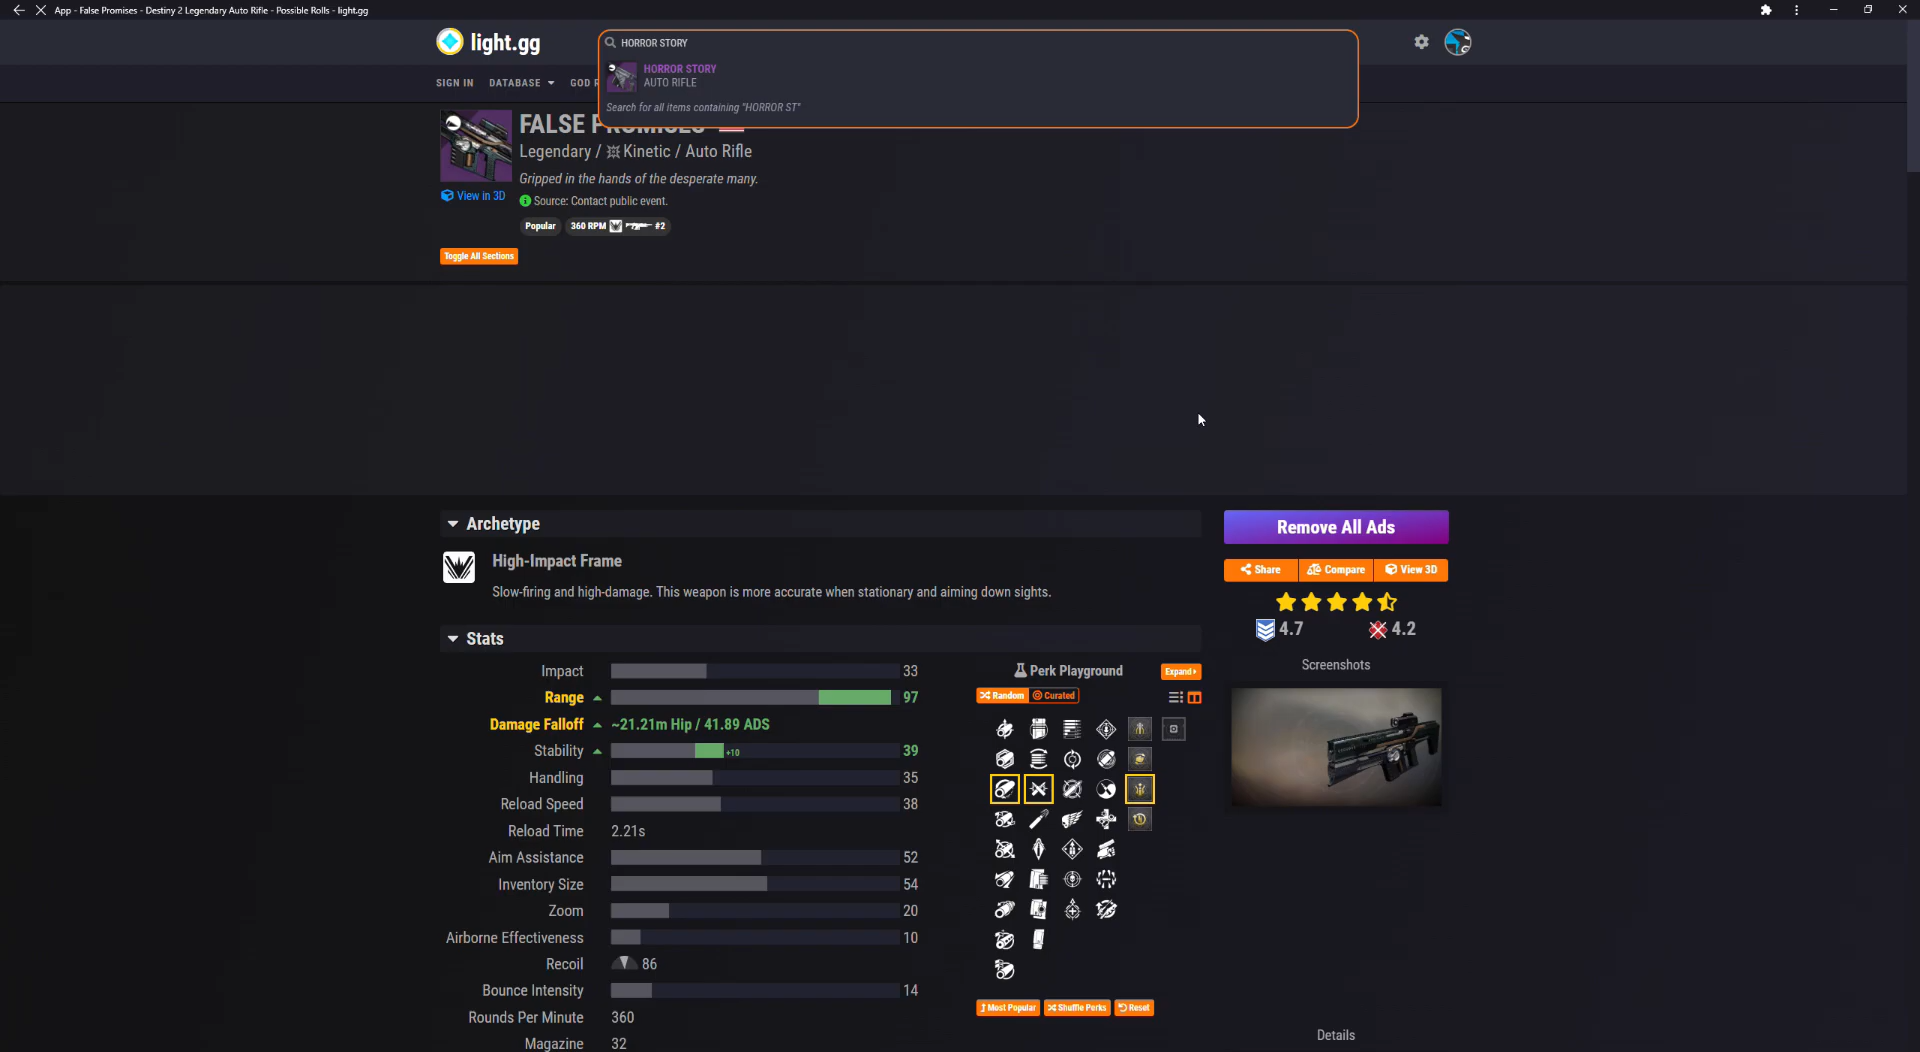 App - False Promises - Destiny 2 Legendary Auto Rifle - Possible Rolls - light.gg
light.gg
HORROR STORY
HORROR STORY
AUTO RIFLE
Search for all items containing "HORROR ST"
SIGN IN
DATABASE
GOD R
FALSE PROMISES
Legendary / Kinetic / Auto Rifle
Gripped in the hands of the desperate many.
View in 3D
Source: Contact public event.
Popular
360 RPM #2
Toggle All Sections
Archetype
High-Impact Frame
Slow-firing and high-damage. This weapon is more accurate when stationary and aiming down sights.
Stats
Impact 33
Range 97
Damage Falloff ~21.21m Hip / 41.89 ADS
Stability +10 39
Handling 35
Reload Speed 38
Reload Time 2.21s
Aim Assistance 52
Inventory Size 54
Zoom 20
Airborne Effectiveness 10
Recoil 86
Bounce Intensity 14
Rounds Per Minute 360
Magazine 32
Perk Playground
Expand
Random
Curated
Most Popular
Shuffle Perks
Reset
Remove All Ads
Share
Compare
View 3D
4.7
4.2
Screenshots
Details